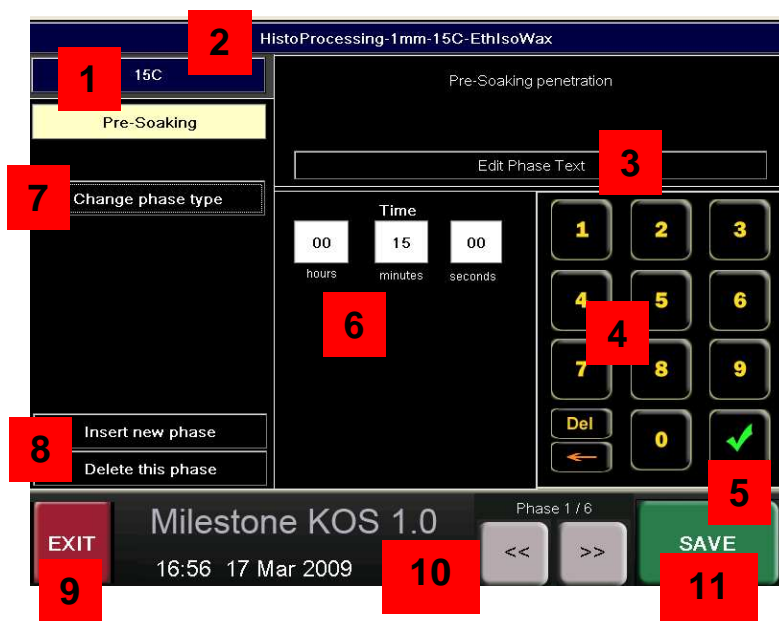 2
HistoProcessing-1mm-15C-EthIsoWax
1
15C
Pre-Soaking penetration
Pre-Soaking
Edit Phase Text
3
7
Change phase type
Time
00
15
00
hours
minutes
seconds
6
1
2
3
4
5
6
4
7
8
9
Del
0
8
Insert new phase
Delete this phase
5
EXIT
Milestone KOS 1.0
16:56 17 Mar 2009
Phase 1 / 6
<<
>>
SAVE
9
10
11